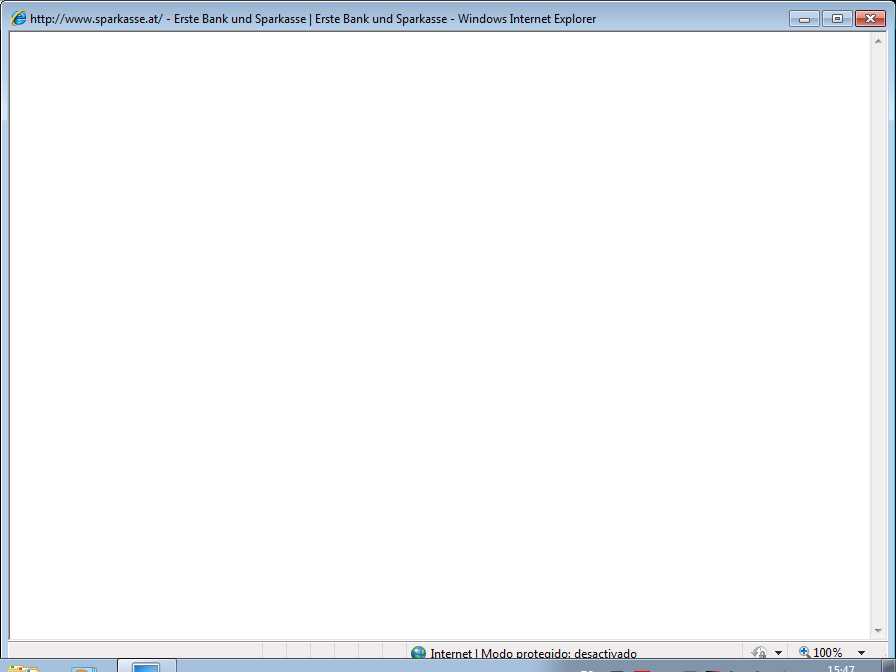 http://www.sparkasse.at/ - Erste Bank und Sparkasse | Erste Bank und Sparkasse - Windows Internet Explorer
Internet | Modo protegido: desactivado
100%
15:47